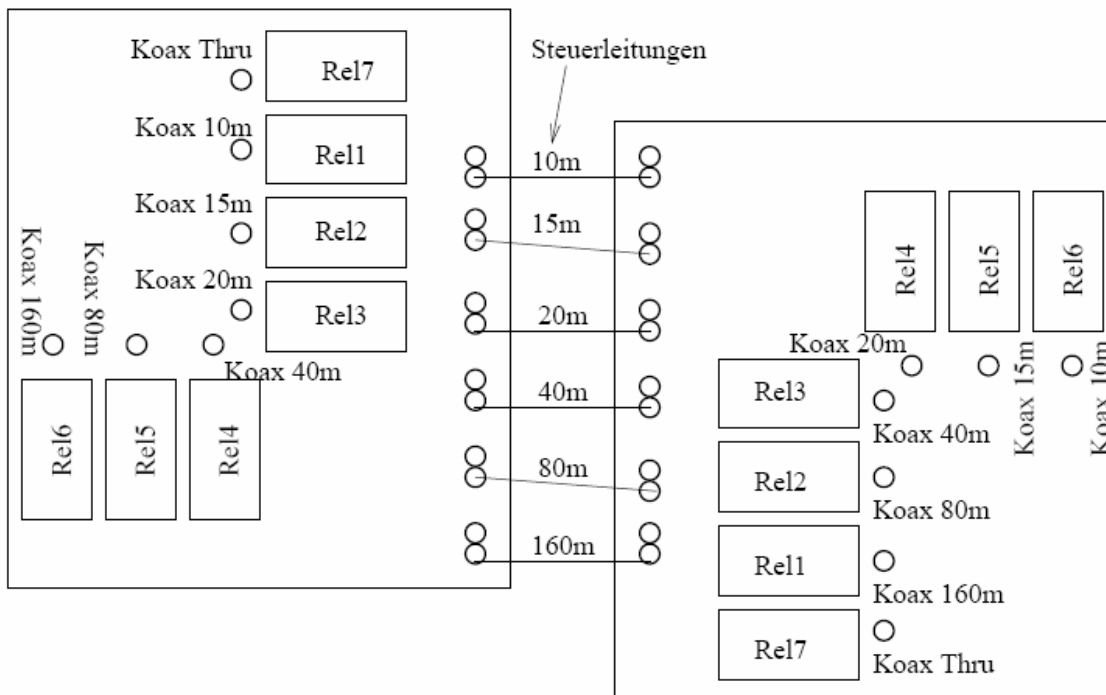 Koax Thru
Rel7
Koax 10m
Rel1
Koax 15m
Rel2
Koax 20m
Rel3
Koax 160m
Koax 80m
Koax 40m
Rel6
Rel5
Rel4
Steuerleitungen
10m
15m
20m
40m
80m
160m
Rel4
Rel5
Rel6
Koax 20m
Koax 15m
Koax 10m
Rel3
Koax 40m
Rel2
Koax 80m
Rel1
Koax 160m
Rel7
Koax Thru